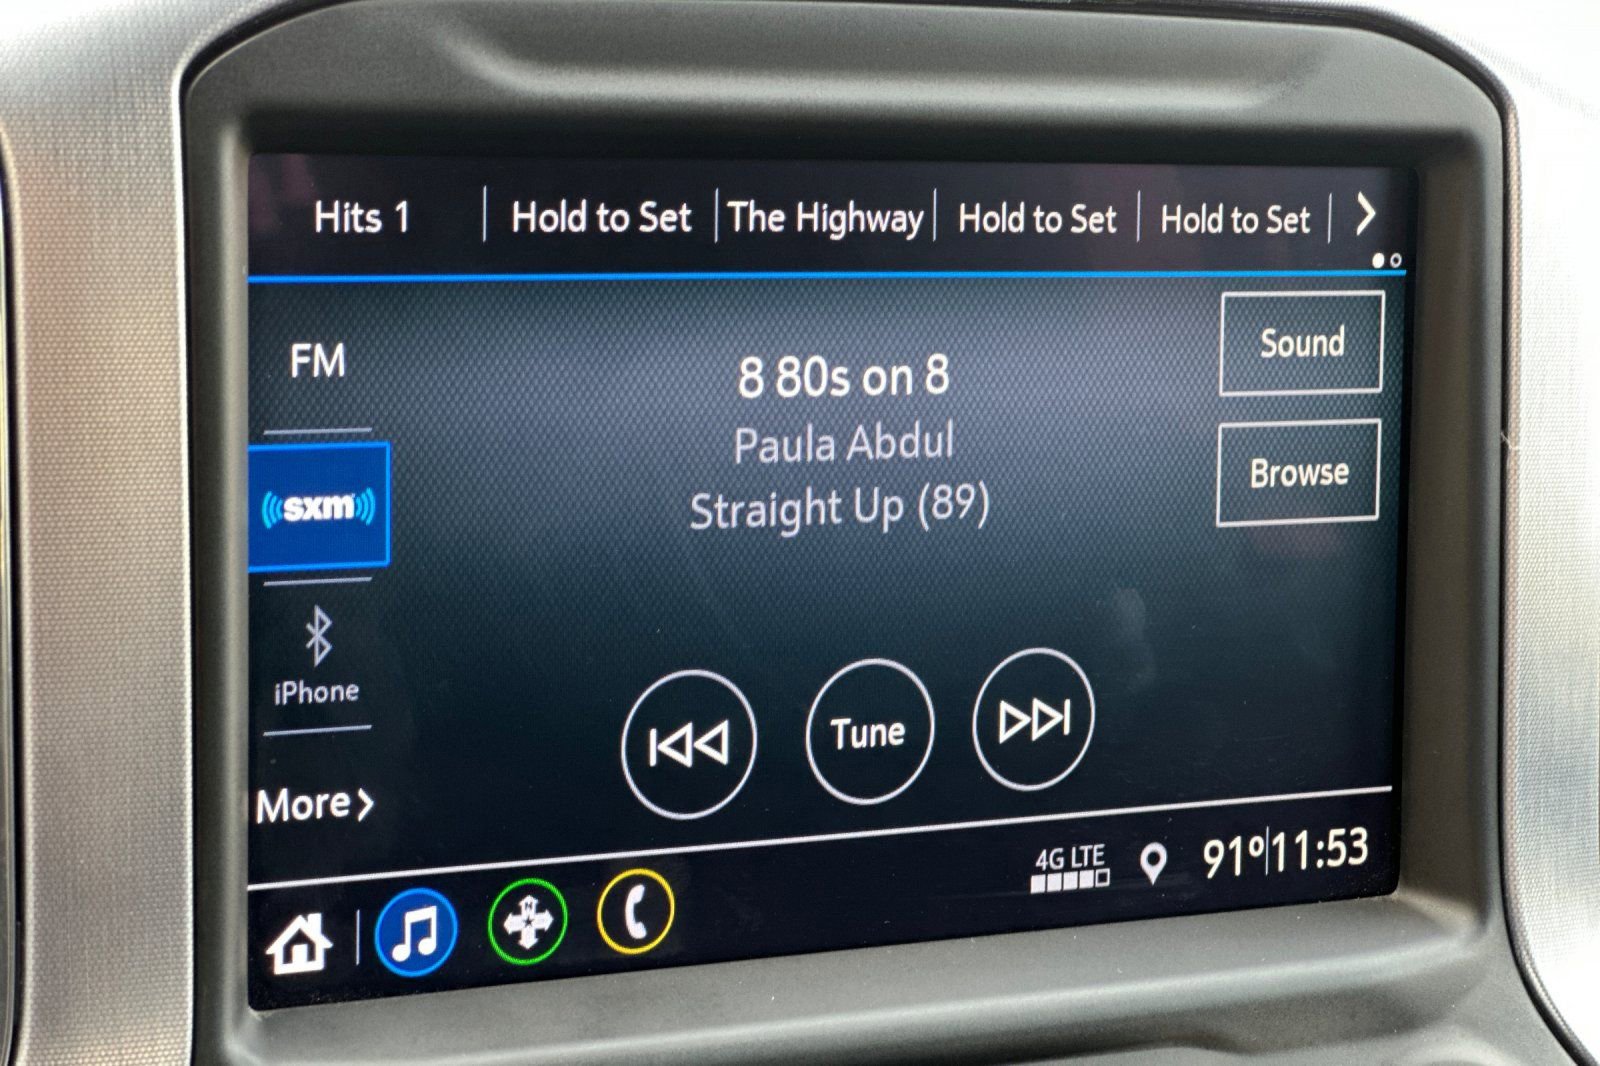 Hits 1
Hold to Set
The Highway
Hold to Set
Hold to Set
FM
8 80s on 8
Sound
Paula Abdul
Browse
sxm
Straight Up (89)
iPhone
Tune
More
4G LTE
91° 11:53
N